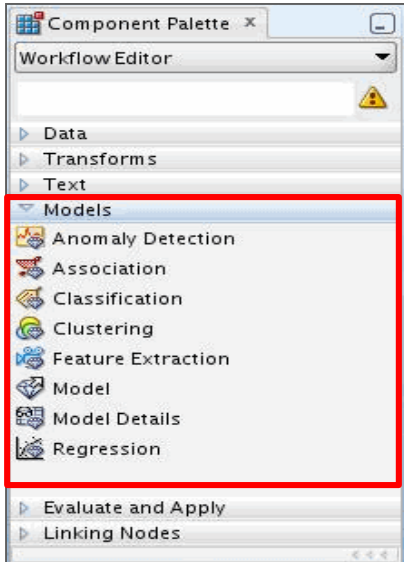 Component Palette
Workflow Editor
Data
Transforms
Text
Models
Anomaly Detection
Association
Classification
Clustering
Feature Extraction
Model
Model Details
Regression
Evaluate and Apply
Linking Nodes